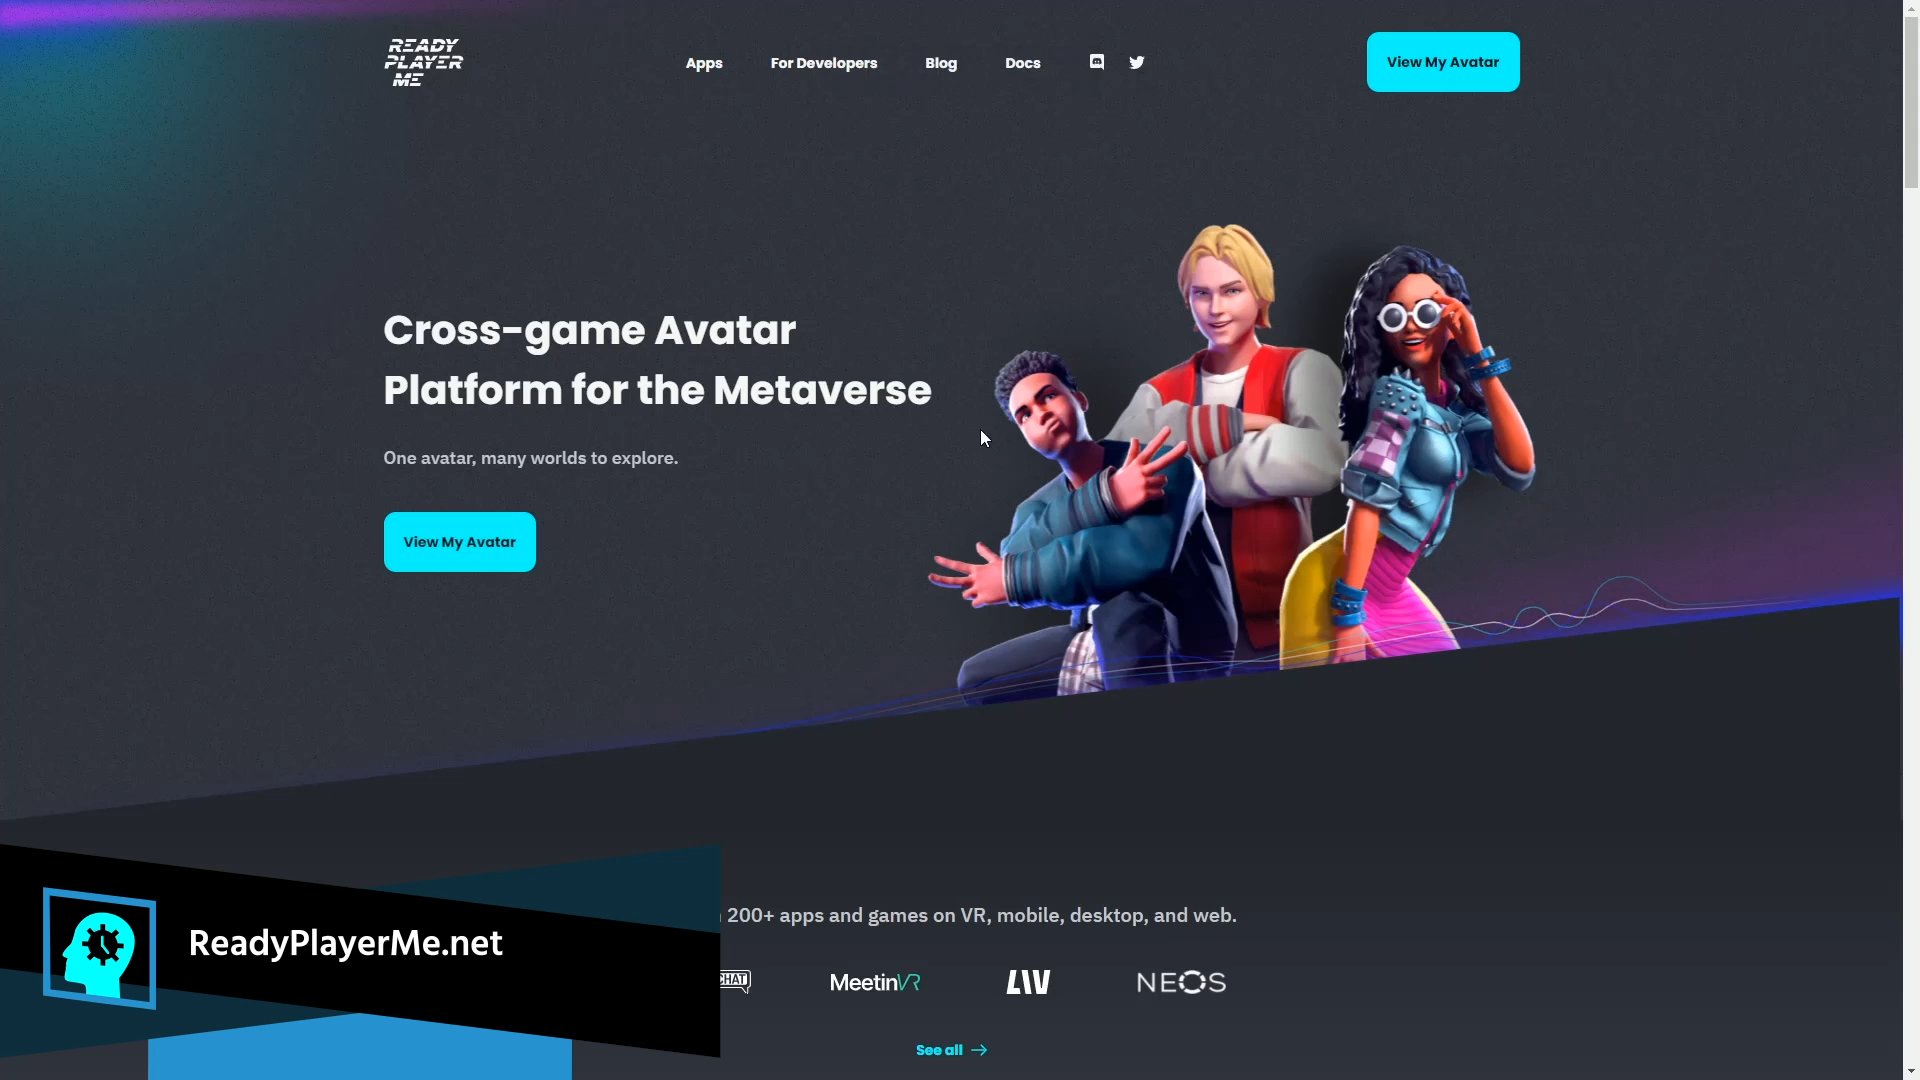 READY
PLAYER
ME
Apps
For Developers
Blog
Docs
View My Avatar
Cross-game Avatar
Platform for the Metaverse
One avatar, many worlds to explore.
View My Avatar
200+ apps and games on VR, mobile, desktop, and web.
ReadyPlayerMe.net
CHAT
MeetinVR
LIV
NEOS
See all